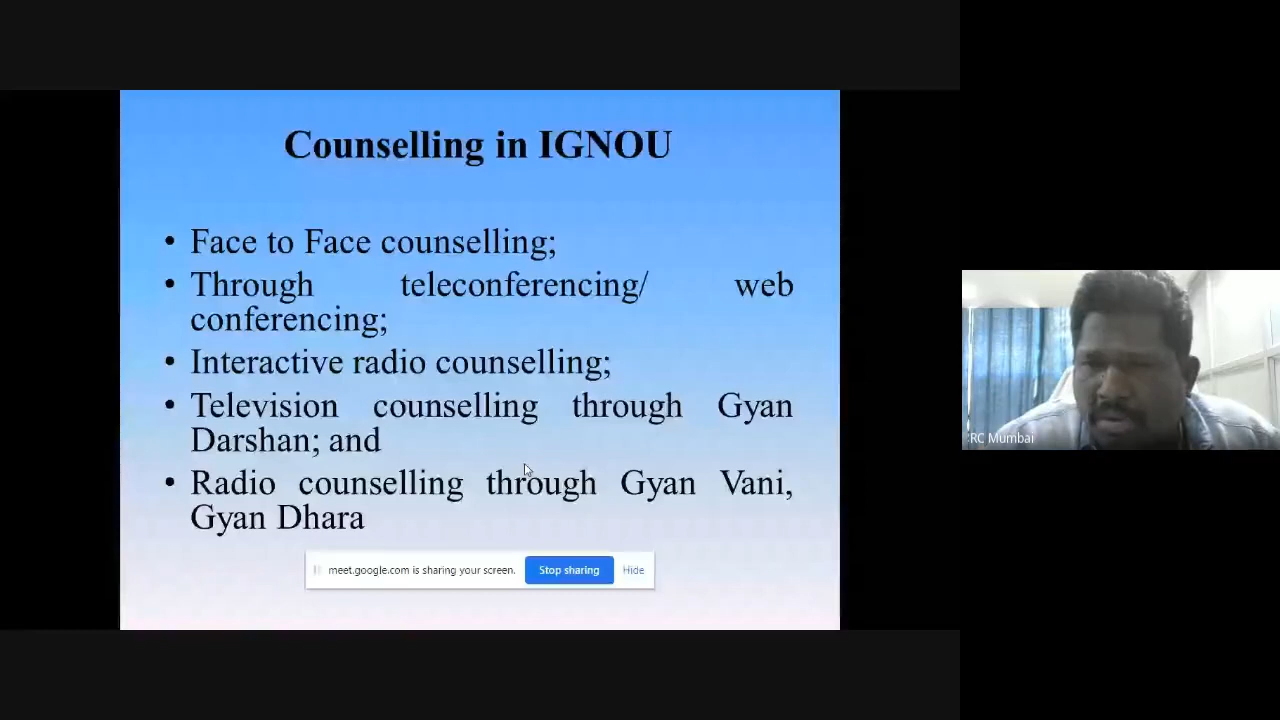 Counselling in IGNOU
• Face to Face counselling;
• Through teleconferencing/ web
conferencing;
• Interactive radio counselling;
• Television counselling through Gyan
Darshan; and
• Radio counselling through Gyan Vani,
Gyan Dhara
meet.google.com is sharing your screen. Stop sharing Hide
RC Mumbai